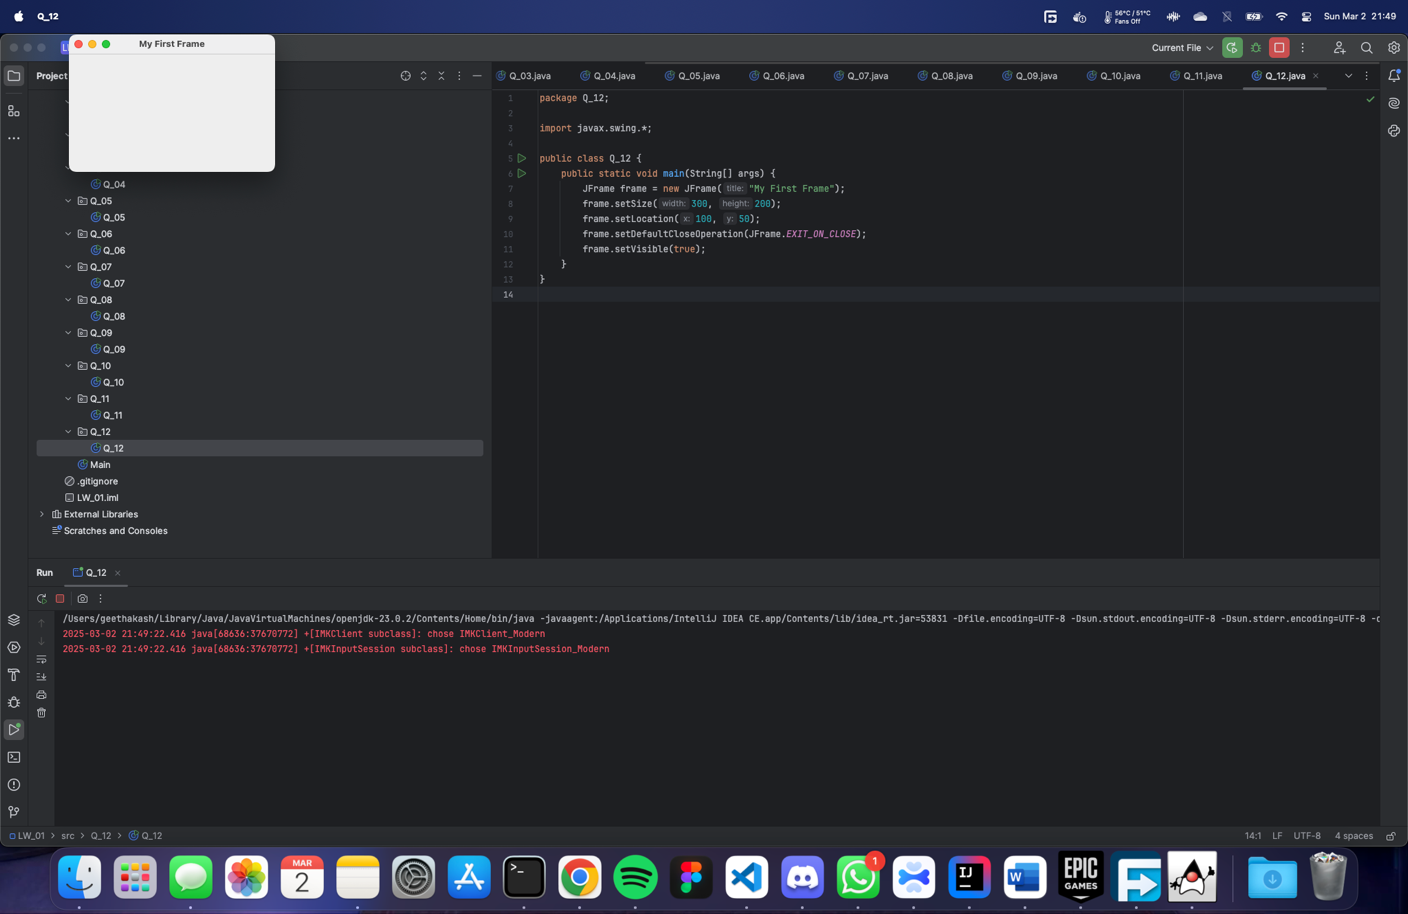 Q_12
56°C / 51°C
Fans Off
Sun Mar 2 21:49
My First Frame
Current File
Project
Q_03.java
Q_04.java
Q_05.java
Q_06.java
Q_07.java
Q_08.java
Q_09.java
Q_10.java
Q_11.java
Q_12.java
Q_04
Q_05
Q_05
Q_06
Q_06
Q_07
Q_07
Q_08
Q_08
Q_09
Q_09
Q_10
Q_10
Q_11
Q_11
Q_12
Q_12
Main
.gitignore
LW_01.iml
External Libraries
Scratches and Consoles
1 package Q_12;
2
3 import javax.swing.*;
4
5 public class Q_12 {
6 public static void main(String[] args) {
7 JFrame frame = new JFrame( title: "My First Frame");
8 frame.setSize( width: 300, height: 200);
9 frame.setLocation( x: 100, y: 50);
10 frame.setDefaultCloseOperation(JFrame.EXIT_ON_CLOSE);
11 frame.setVisible(true);
12 }
13 }
14
Run Q_12
/Users/geethakash/Library/Java/JavaVirtualMachines/openjdk-23.0.2/Contents/Home/bin/java -javaagent:/Applications/IntelliJ IDEA CE.app/Contents/lib/idea_rt.jar=53831 -Dfile.encoding=UTF-8 -Dsun.stdout.encoding=UTF-8 -Dsun.stderr.encoding=UTF-8
2025-03-02 21:49:22.416 java[68636:37670772] +[IMKClient subclass]: chose IMKClient_Modern
2025-03-02 21:49:22.416 java[68636:37670772] +[IMKInputSession subclass]: chose IMKInputSession_Modern
LW_01 > src > Q_12 > Q_12
14:1 LF UTF-8 4 spaces
MAR
2
1
IJ
W
EPIC
GAMES